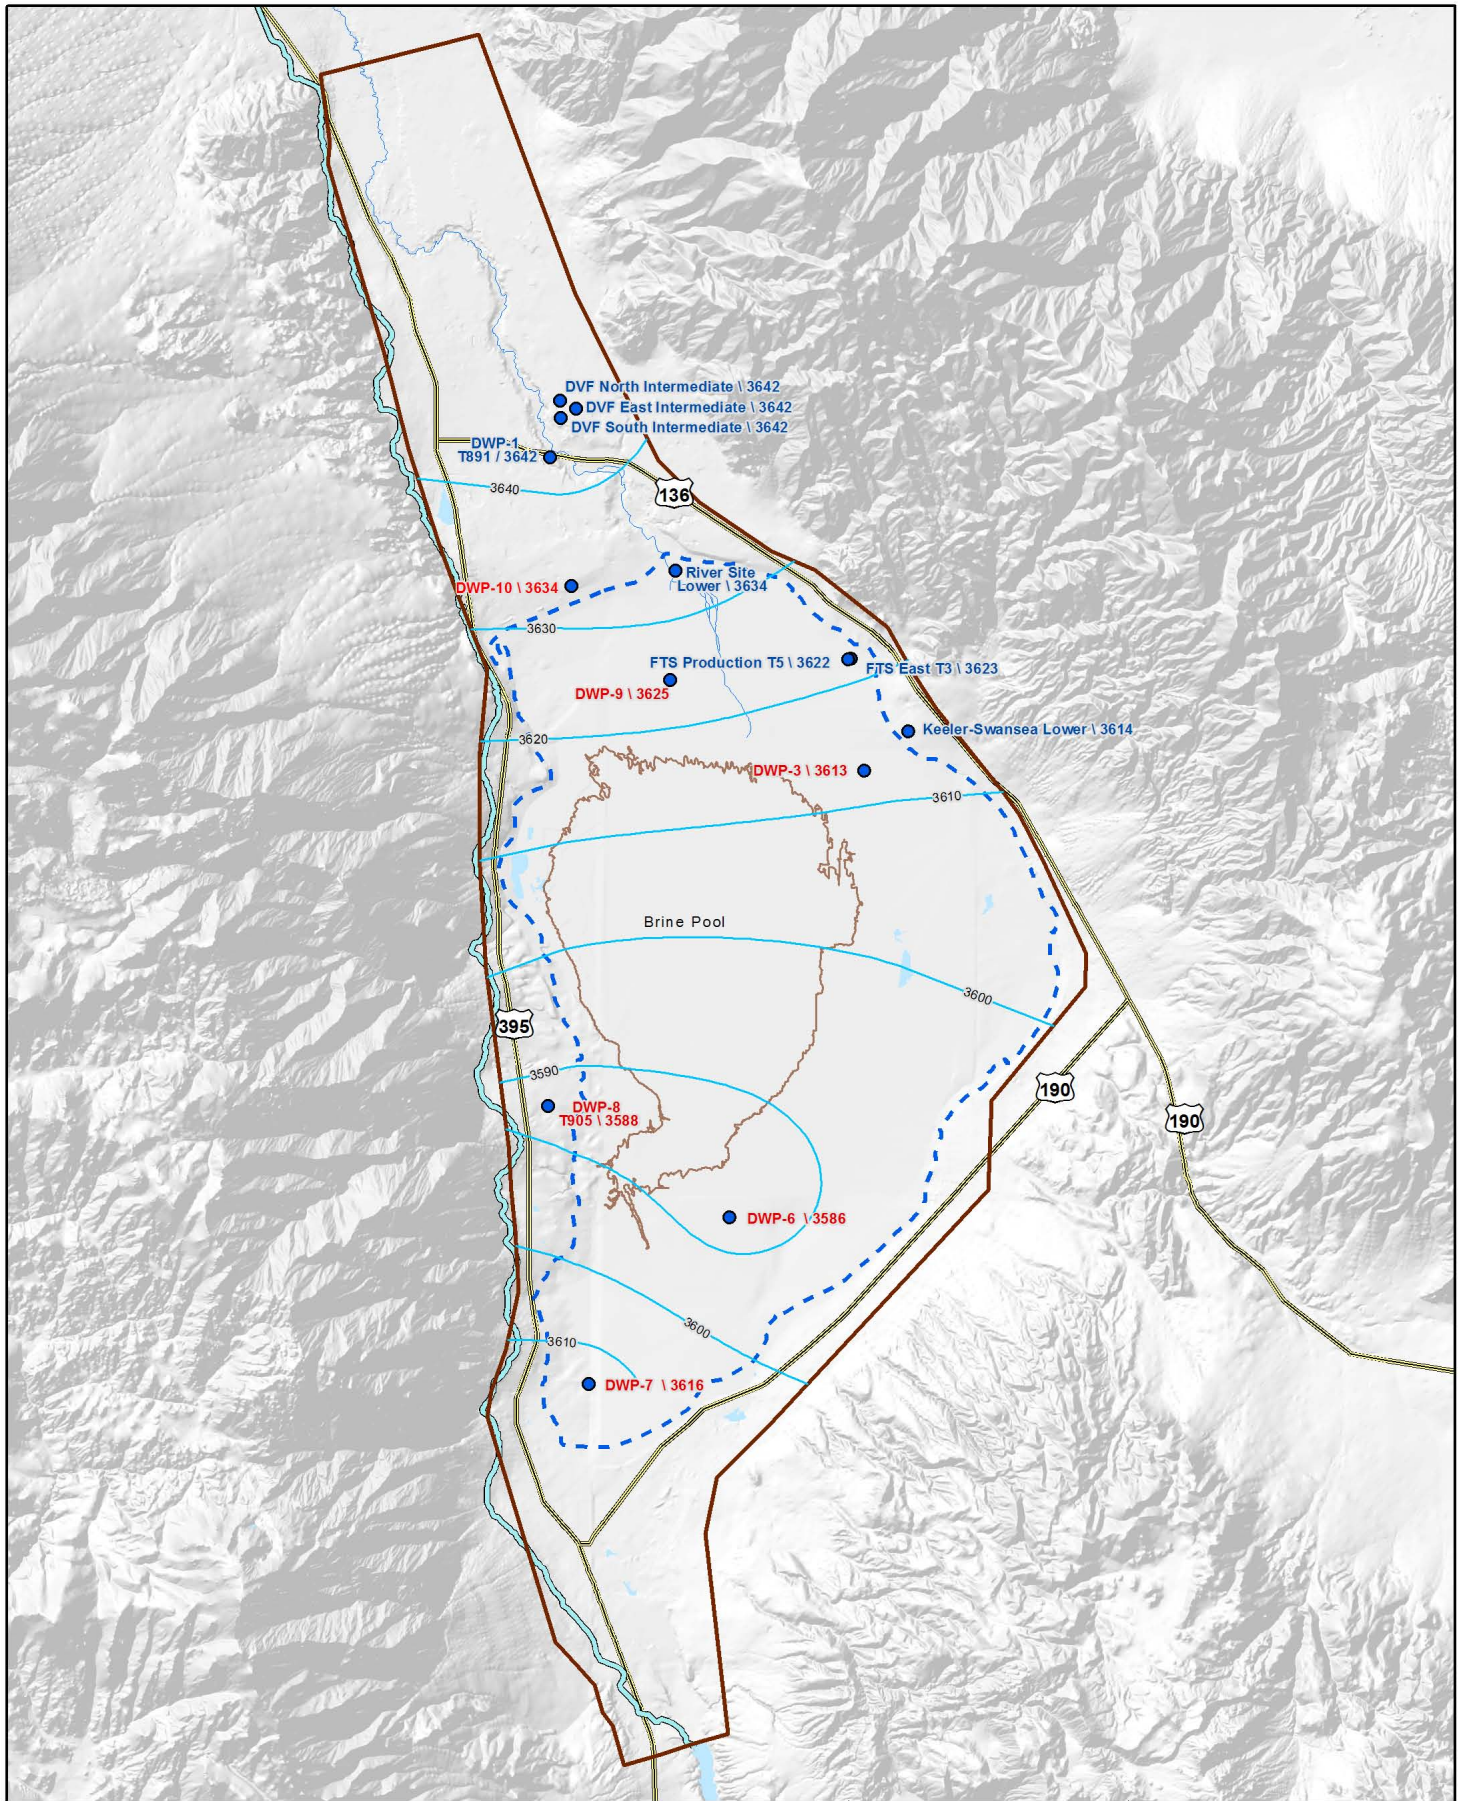 DVF North Intermediate \ 3642
DVF East Intermediate \ 3642
DVF South Intermediate \ 3642
DWP-1
T891 / 3642
3640
136
River Site
Lower \ 3634
DWP-10 \ 3634
3630
FTS Production T5 \ 3622
FTS East T3 \ 3623
DWP-9 \ 3625
Keeler-Swansea Lower \ 3614
3620
DWP-3 \ 3613
3610
Brine Pool
3600
395
3590
190
190
DWP-8
T905 \ 3588
DWP-6 \ 3586
3600
3610
DWP-7 \ 3616